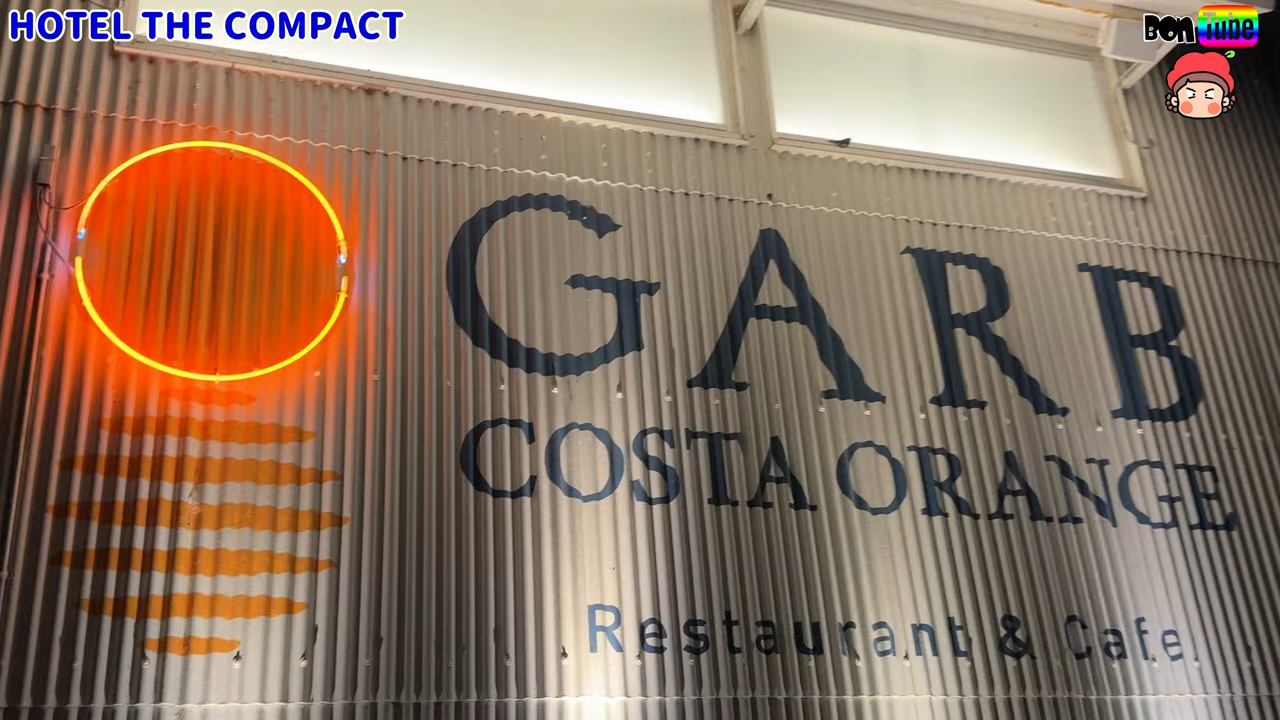 HOTEL THE COMPACT
BON Tube
GARB
COSTA ORANGE
Restaurant & Cafe